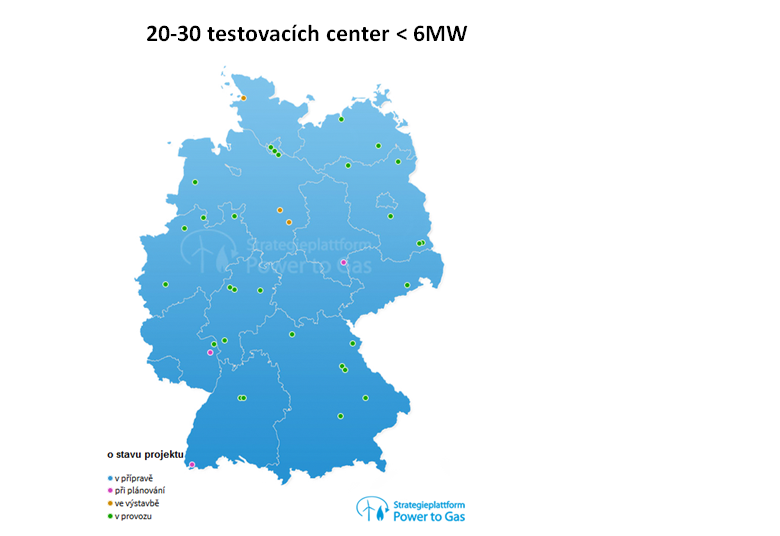 20-30 testovacích center < 6MW
Strategieplattform
Power to Gas
o stavu projektu
v přípravě
při plánování
ve výstavbě
v provozu
Strategieplattform
Power to Gas